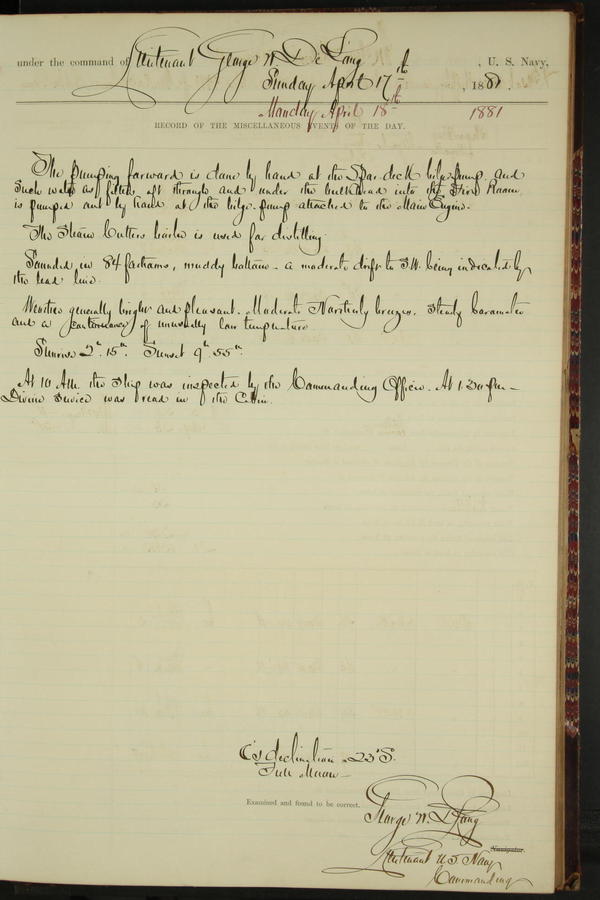 under the command of Lieutenant George W. De Long, U. S. Navy,
Sunday April 17th, 1881.
Monday April 18th 1881
RECORD OF THE MISCELLANEOUS EVENTS OF THE DAY.
The pumping forward is done by hand at the Spar deck bilge pump, and
such water as filters aft through and under the bulkhead into the Fire Room
is pumped out by hand at the bilge pump attached to the Main Engine.
The Steam Cutters boiler is used for distilling.
Sounded in 84 fathoms, muddy bottom - a moderate drift to S.W. being indicated by
the lead line.
Weather generally bright and pleasant. Moderate Northerly breezes. Steady barometer
and a continuance of unusually low temperature
Sunrise 2h. 15m. Sunset 9h. 55m.
At 10 A.M. the Ship was inspected by the Commanding Officer. At 1.
Divine Service was read in the Cabin.
declination 23° S.
Full Moon
Examined and found to be correct.
George W. De Long
Navigator.
Lieutenant U.S. Navy
Commanding